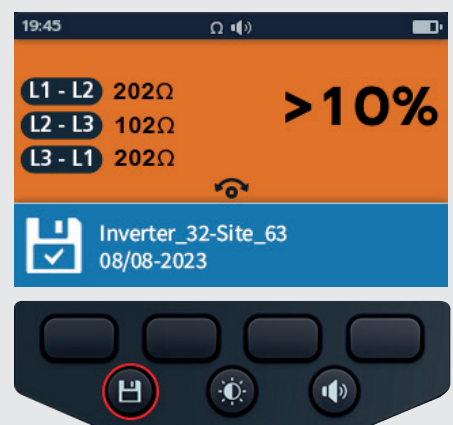 19:45 Ω
L1 - L2 202Ω >10%
L2 - L3 102Ω
L3 - L1 202Ω
Inverter_32-Site_63
08/08-2023